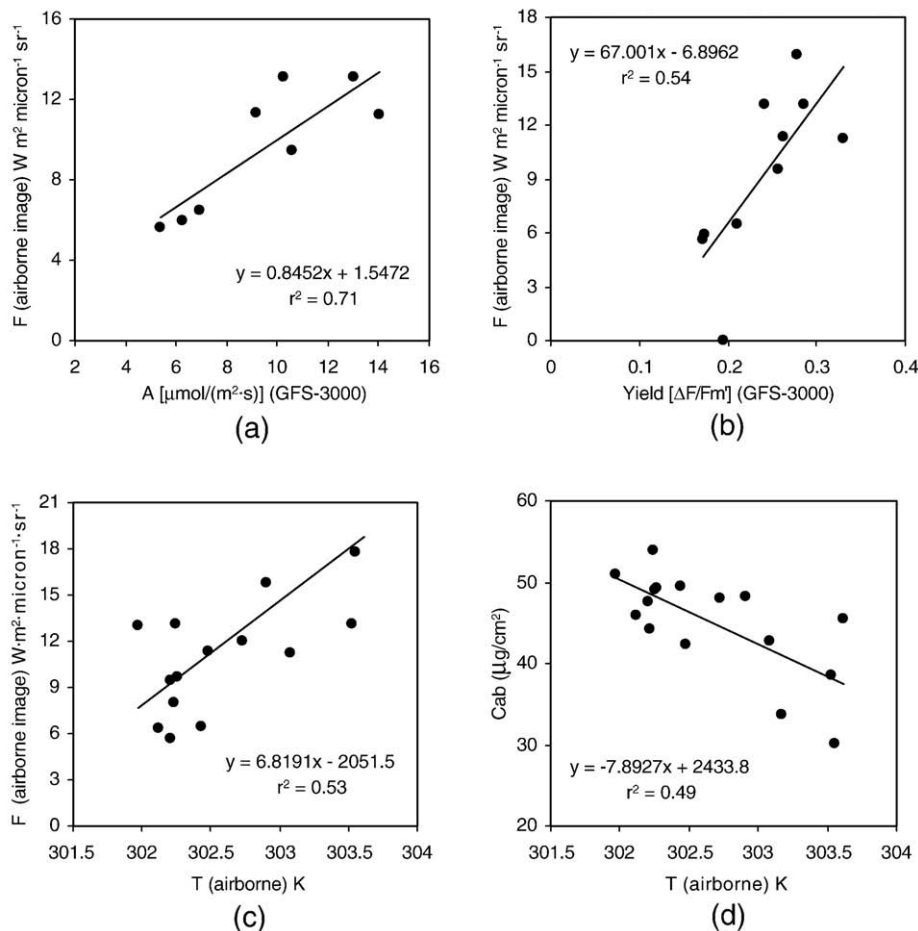 F (airborne image) W m² micron⁻¹ sr⁻¹
16
12
8
4
0
y = 0.8452x + 1.5472
r² = 0.71
2 4 6 8 10 12 14 16
A [μmol/(m²·s)] (GFS-3000)
(a)
F (airborne image) W m² micron⁻¹ sr⁻¹
18
15
12
9
6
3
0
y = 67.001x - 6.8962
r² = 0.54
0 0.1 0.2 0.3 0.4
Yield [ΔF/Fm'] (GFS-3000)
(b)
F (airborne image) W·m²·micron⁻¹·sr⁻¹
21
18
15
12
9
6
3
0
y = 6.8191x - 2051.5
r² = 0.53
301.5 302 302.5 303 303.5 304
T (airborne) K
(c)
Cab (μg/cm²)
60
50
40
30
20
y = -7.8927x + 2433.8
r² = 0.49
301.5 302 302.5 303 303.5 304
T (airborne) K
(d)